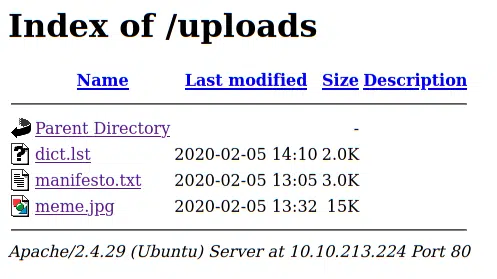 Index of /uploads
Name Last modified Size Description
Parent Directory -
dict.lst 2020-02-05 14:10 2.0K
manifesto.txt 2020-02-05 13:05 3.0K
meme.jpg 2020-02-05 13:32 15K
Apache/2.4.29 (Ubuntu) Server at 10.10.213.224 Port 80